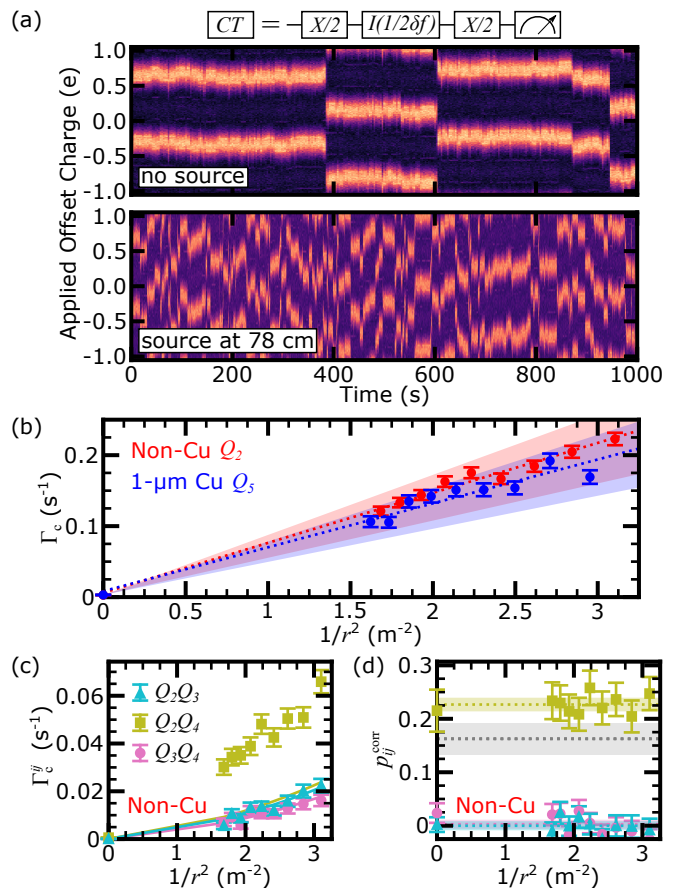 (a)
CT = X/2 I(1/2δf) X/2
Applied Offset Charge (e)
1.0
0.5
0.0
-0.5
-1.0
no source
1.0
0.5
0.0
-0.5
-1.0
source at 78 cm
0 200 400 600 800 1000
Time (s)
(b)
Non-Cu Q₂
1-μm Cu Q₅
Γc (s⁻¹)
0.2
0.1
0
0 0.5 1 1.5 2 2.5 3
1/r² (m⁻²)
(c)
Q₂Q₃
Q₂Q₄
Q₃Q₄
Γcⁱʲ (s⁻¹)
0.06
0.04
0.02
0
Non-Cu
0 1 2 3
1/r² (m⁻²)
(d)
pᵢⱼᶜᵒʳʳ
0.3
0.2
0.1
0
Non-Cu
0 1 2 3
1/r² (m⁻²)